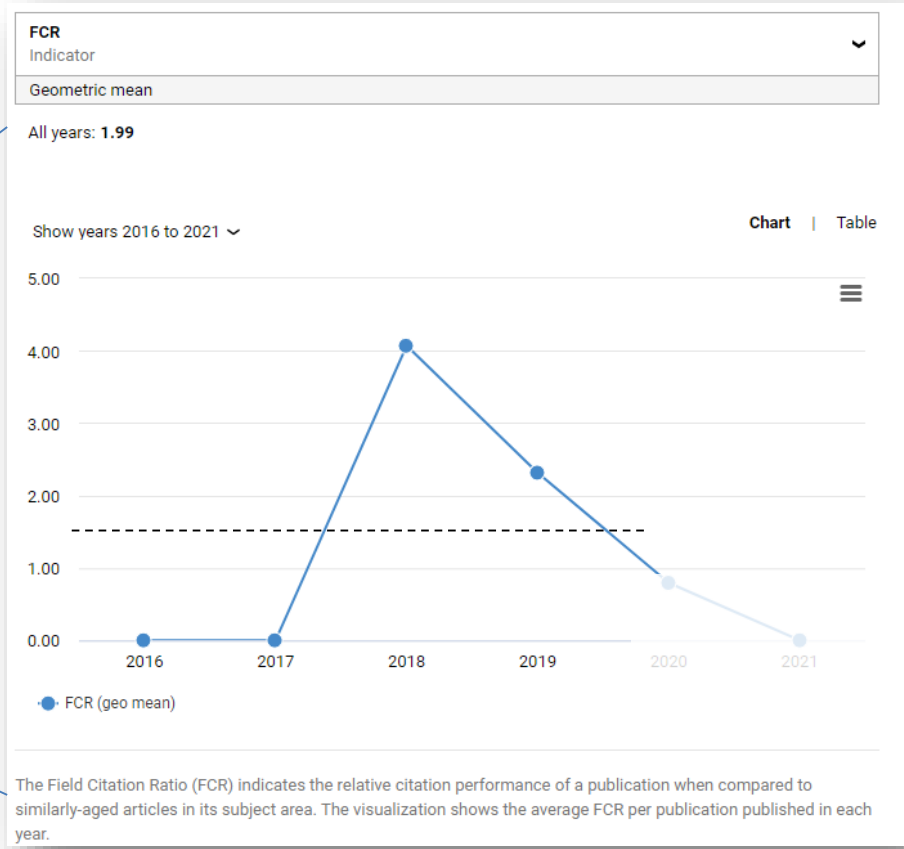 FCR
Indicator
Geometric mean
All years: 1.99
Show years 2016 to 2021
Chart | Table
5.00
4.00
3.00
2.00
1.00
0.00
2016 2017 2018 2019 2020 2021
FCR (geo mean)
The Field Citation Ratio (FCR) indicates the relative citation performance of a publication when compared to
similarly-aged articles in its subject area. The visualization shows the average FCR per publication published in each
year.